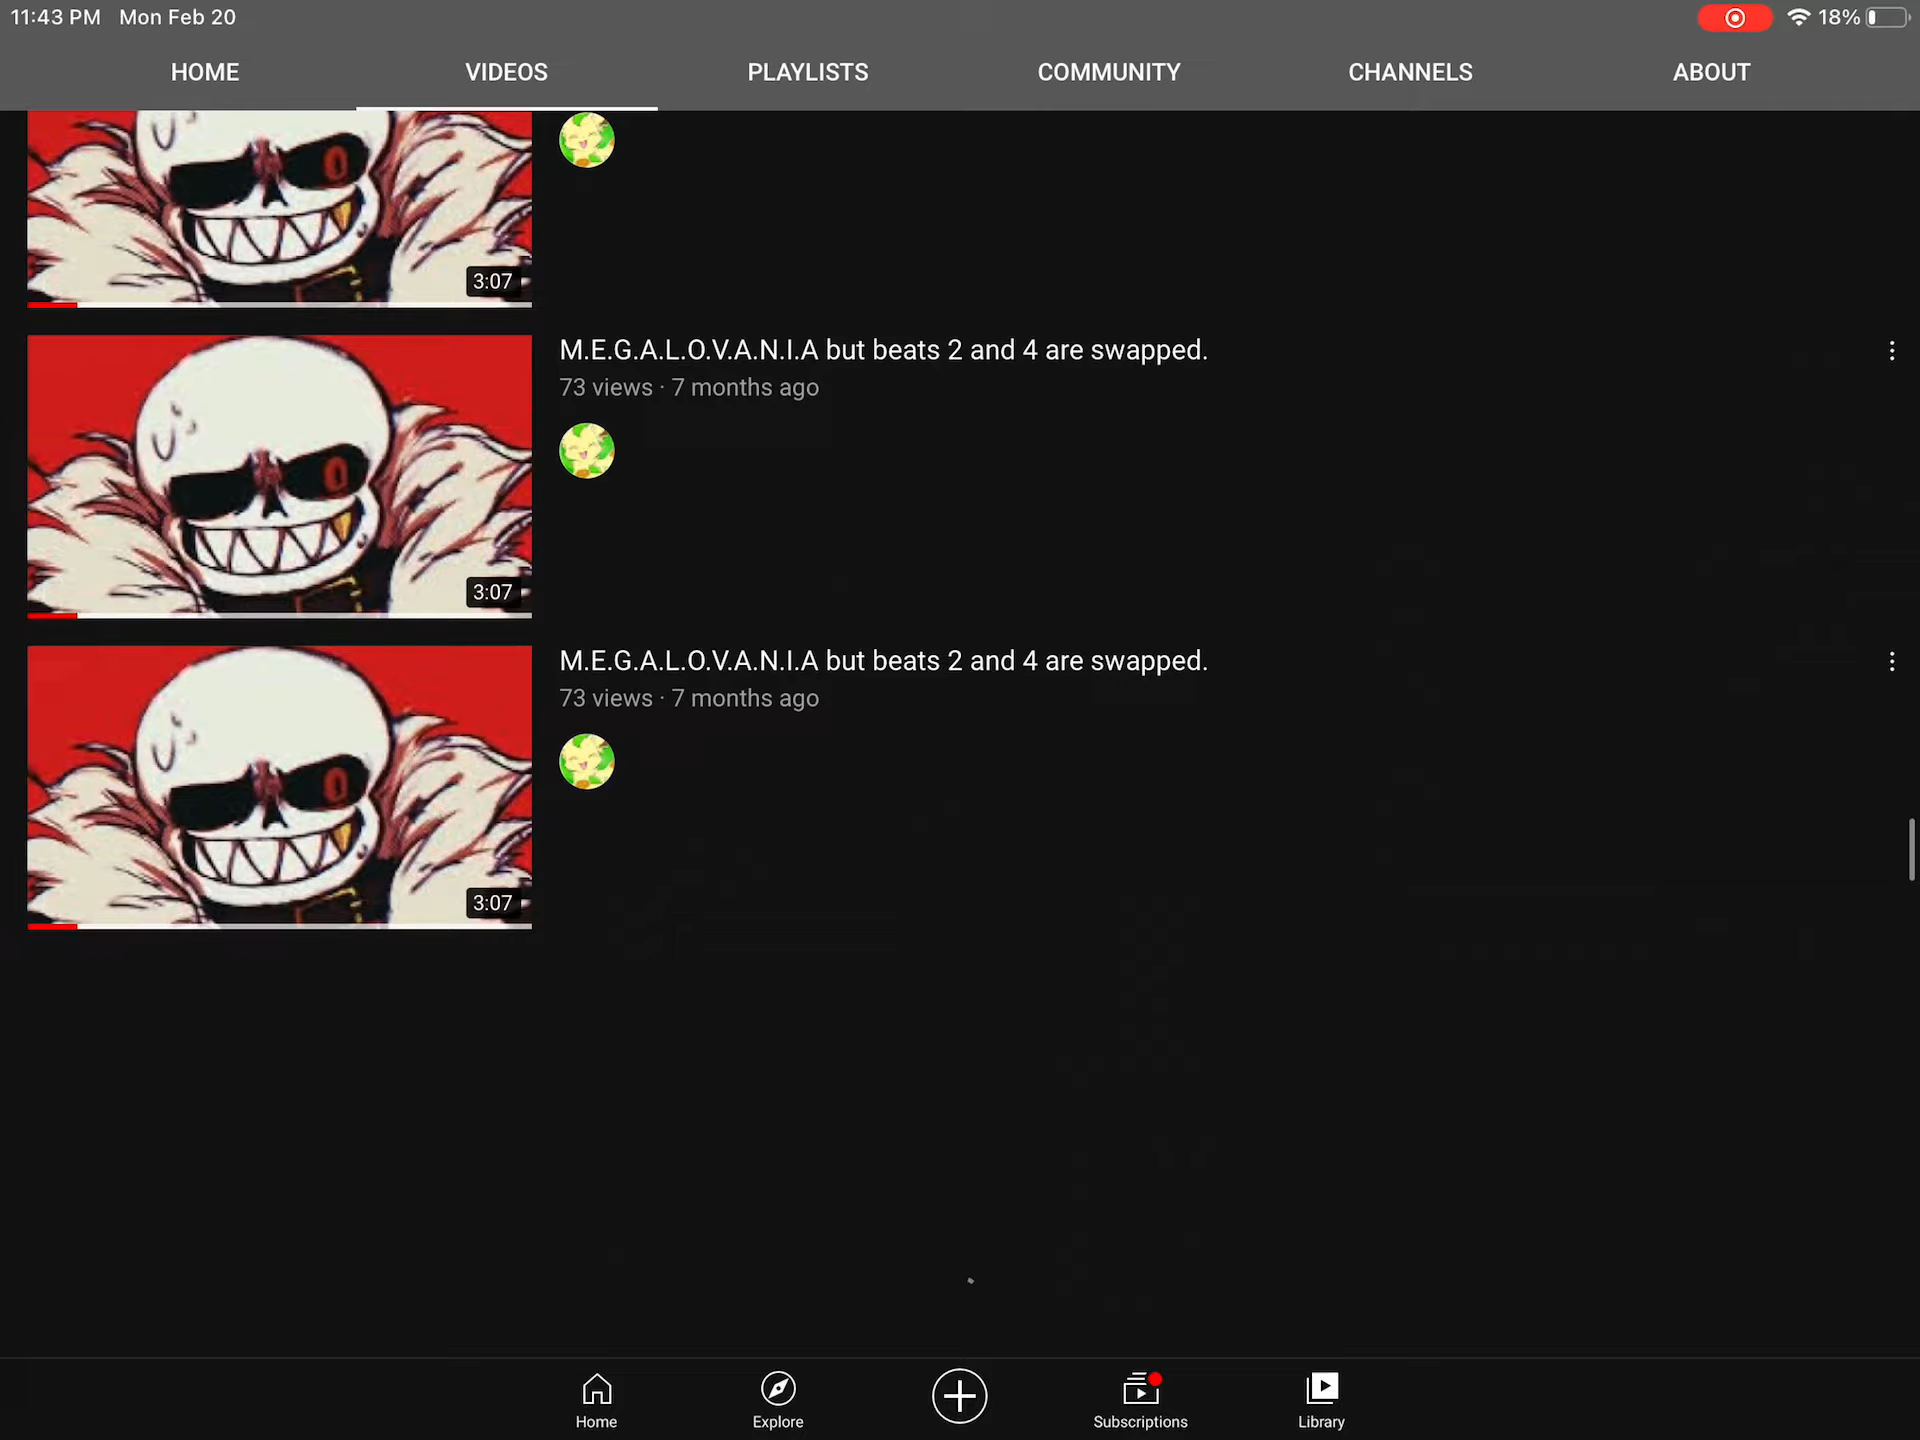 11:43 PM Mon Feb 20
18%
HOME VIDEOS PLAYLISTS COMMUNITY CHANNELS ABOUT
3:07
M.E.G.A.L.O.V.A.N.I.A but beats 2 and 4 are swapped.
73 views · 7 months ago
3:07
M.E.G.A.L.O.V.A.N.I.A but beats 2 and 4 are swapped.
73 views · 7 months ago
3:07
Home Explore Subscriptions Library